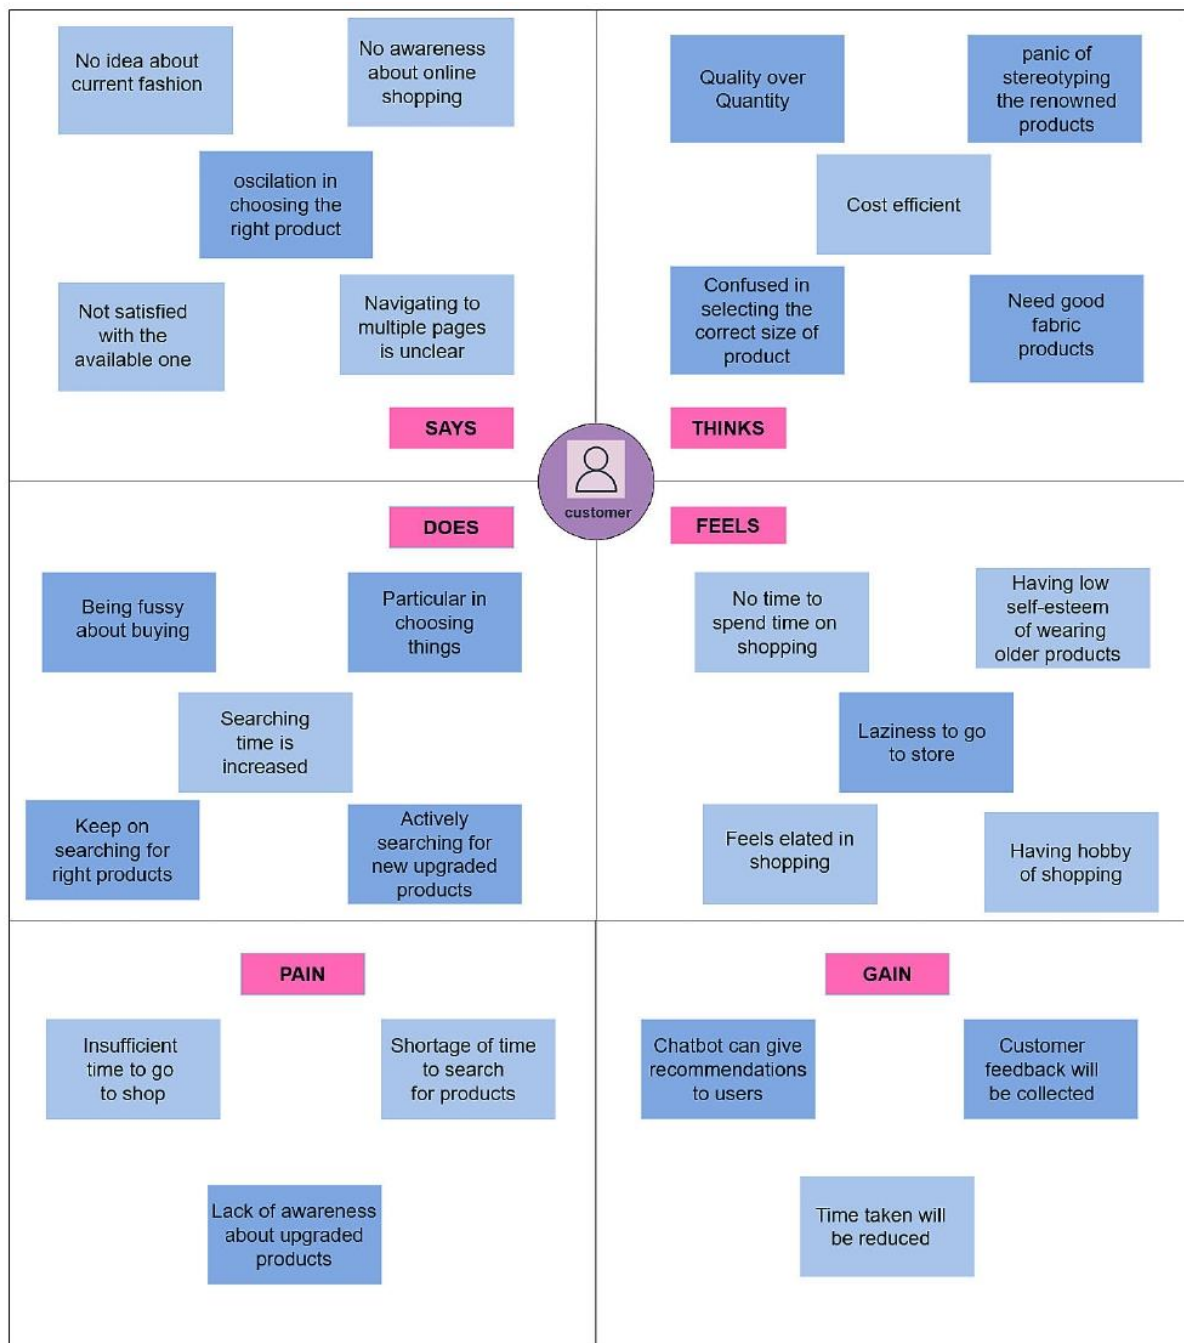 No idea about
current fashion
No awareness
about online
shopping
oscilation in
choosing the
right product
Not satisfied
with the
available one
Navigating to
multiple pages
is unclear
SAYS
Quality over
Quantity
panic of
stereotyping
the renowned
products
Cost efficient
Confused in
selecting the
correct size of
product
Need good
fabric
products
THINKS
customer
DOES
Being fussy
about buying
Particular in
choosing
things
Searching
time is
increased
Keep on
searching for
right products
Actively
searching for
new upgraded
products
FEELS
No time to
spend time on
shopping
Having low
self-esteem
of wearing
older products
Laziness to go
to store
Feels elated in
shopping
Having hobby
of shopping
PAIN
Insufficient
time to go
to shop
Shortage of time
to search
for products
Lack of awareness
about upgraded
products
GAIN
Chatbot can give
recommendations
to users
Customer
feedback will
be collected
Time taken will
be reduced